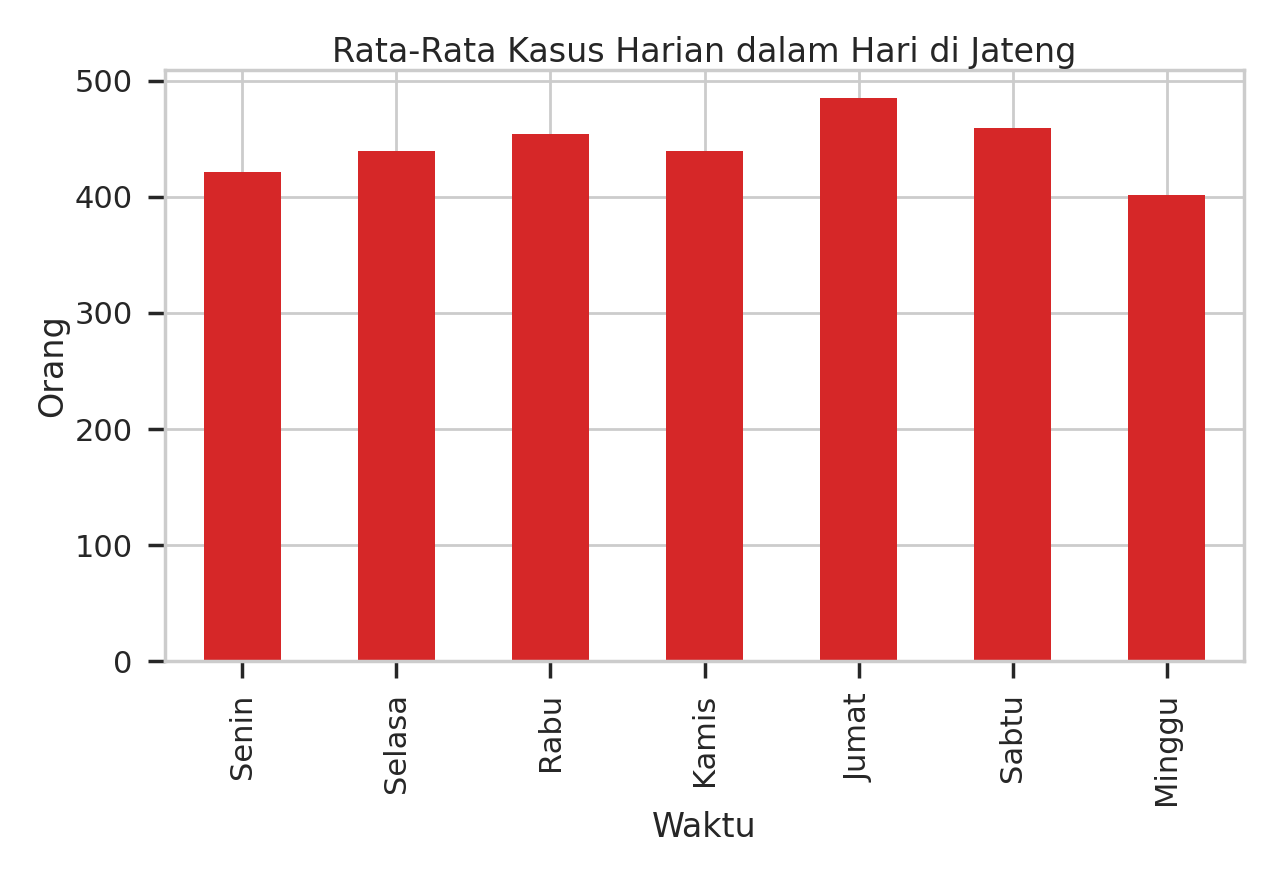 Rata-Rata Kasus Harian dalam Hari di Jateng
Orang
500
400
300
200
100
0
Senin
Selasa
Rabu
Kamis
Jumat
Sabtu
Minggu
Waktu